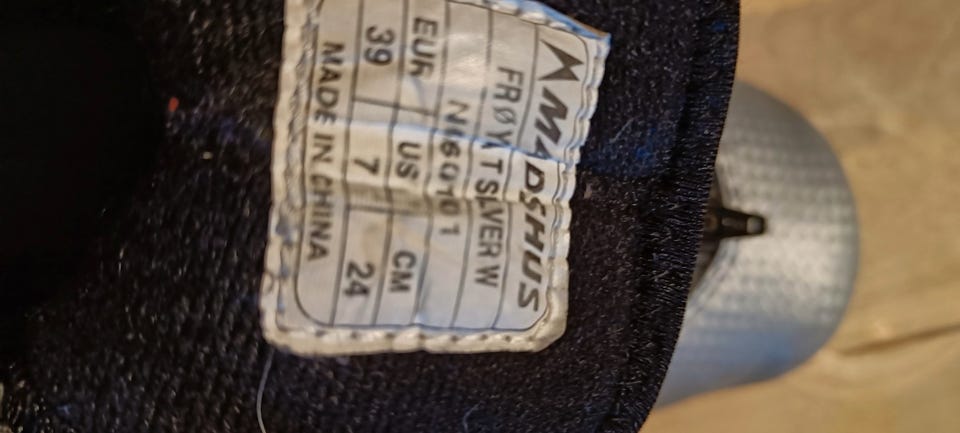 MADSHUS
FRØYA T SLVER W
N160101
EUR US CM
39 7 24
MADE IN CHINA